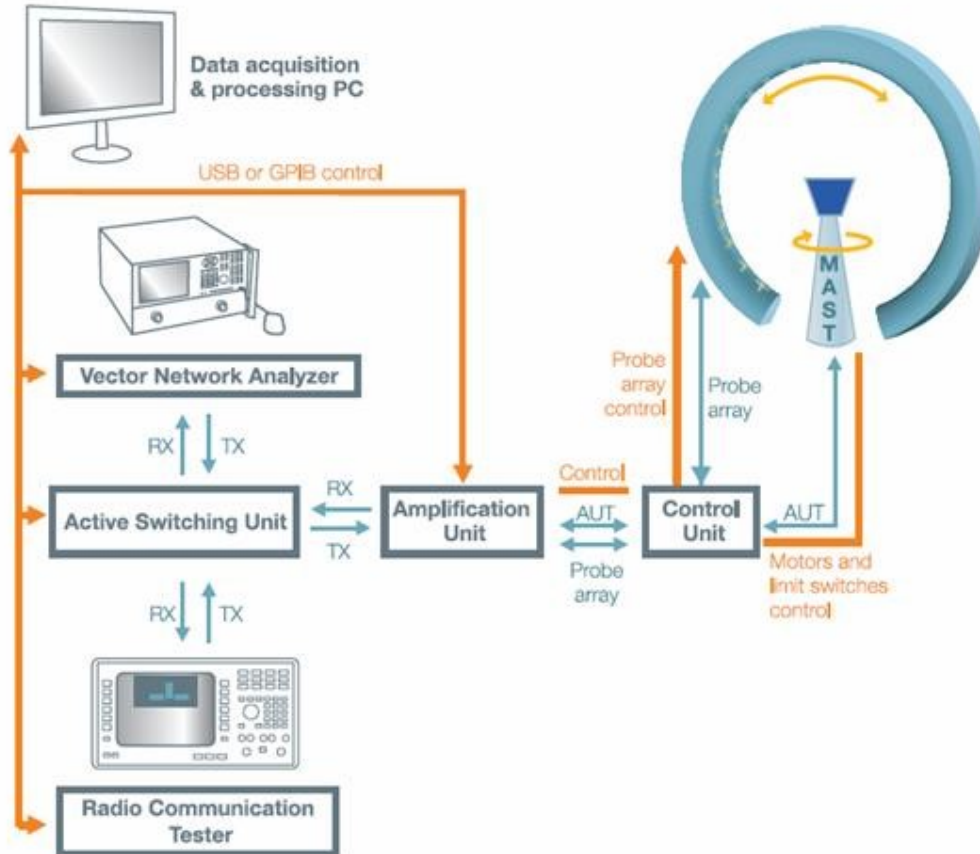 Data acquisition
& processing PC
USB or GPIB control
Vector Network Analyzer
RX
TX
Active Switching Unit
RX
TX
Amplification
Unit
Control
AUT
Probe
array
Control
Unit
Probe
array
control
Probe
array
MAST
AUT
Motors and
limit switches
control
RX
TX
Radio Communication
Tester